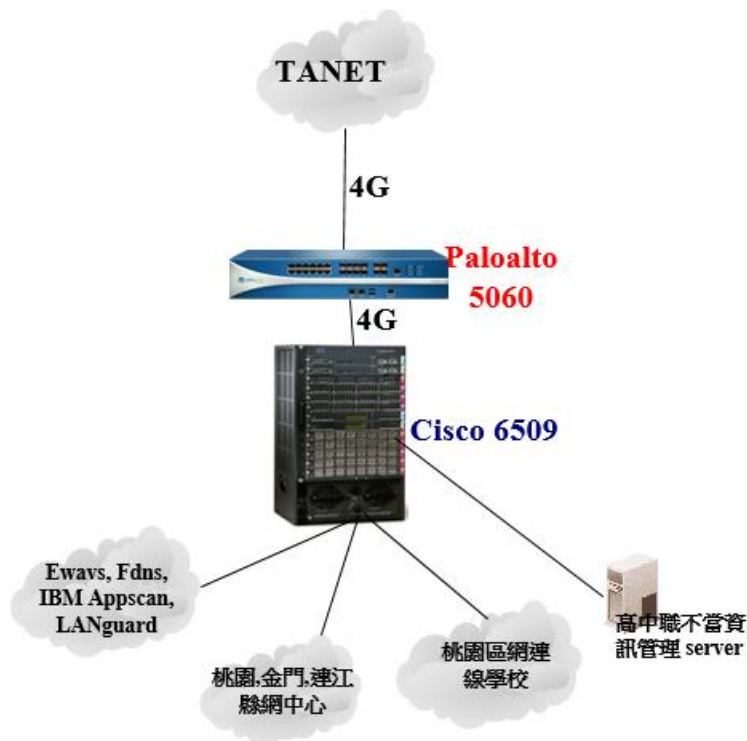 TANET
4G
Paloalto
5060
4G
Cisco 6509
Ewavs, Fdns,
IBM Appscan,
LANguard
桃園,金門,連江
縣網中心
桃園區網連
線學校
高中職不當資
訊管理 server